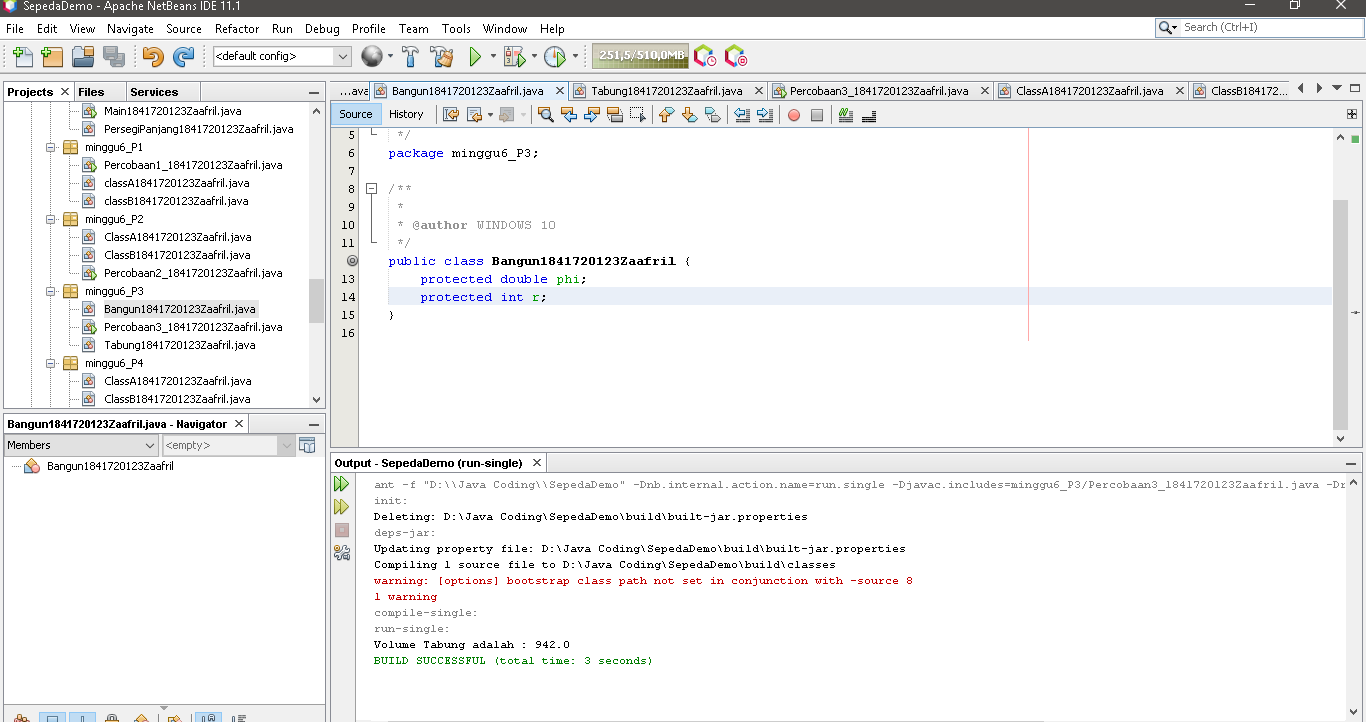 SepedaDemo - Apache NetBeans IDE 11.1
File Edit View Navigate Source Refactor Run Debug Profile Team Tools Window Help
Search (Ctrl+I)
<default config>
251,5/510,0MB
Projects Files Services
Main1841720123Zaafril.java
PersegiPanjang1841720123Zaafril.java
minggu6_P1
Percobaan1_1841720123Zaafril.java
classA1841720123Zaafril.java
classB1841720123Zaafril.java
minggu6_P2
ClassA1841720123Zaafril.java
ClassB1841720123Zaafril.java
Percobaan2_1841720123Zaafril.java
minggu6_P3
Bangun1841720123Zaafril.java
Percobaan3_1841720123Zaafril.java
Tabung1841720123Zaafril.java
minggu6_P4
ClassA1841720123Zaafril.java
ClassB1841720123Zaafril.java
Bangun1841720123Zaafril.java - Navigator
Members
<empty>
Bangun1841720123Zaafril
...ava Bangun1841720123Zaafril.java Tabung1841720123Zaafril.java Percobaan3_1841720123Zaafril.java ClassA1841720123Zaafril.java ClassB184172...
Source History
5 */
6 package minggu6_P3;
7
8 /**
9 *
10 * @author WINDOWS 10
11 */
public class Bangun1841720123Zaafril {
13 protected double phi;
14 protected int r;
15 }
16
Output - SepedaDemo (run-single)
ant -f "D:\\Java Coding\\SepedaDemo" -Dnb.internal.action.name=run.single -Djavac.includes=minggu6_P3/Percobaan3_1841720123Zaafril.java -Dr
init:
Deleting: D:\Java Coding\SepedaDemo\build\built-jar.properties
deps-jar:
Updating property file: D:\Java Coding\SepedaDemo\build\built-jar.properties
Compiling 1 source file to D:\Java Coding\SepedaDemo\build\classes
warning: [options] bootstrap class path not set in conjunction with -source 8
1 warning
compile-single:
run-single:
Volume Tabung adalah : 942.0
BUILD SUCCESSFUL (total time: 3 seconds)